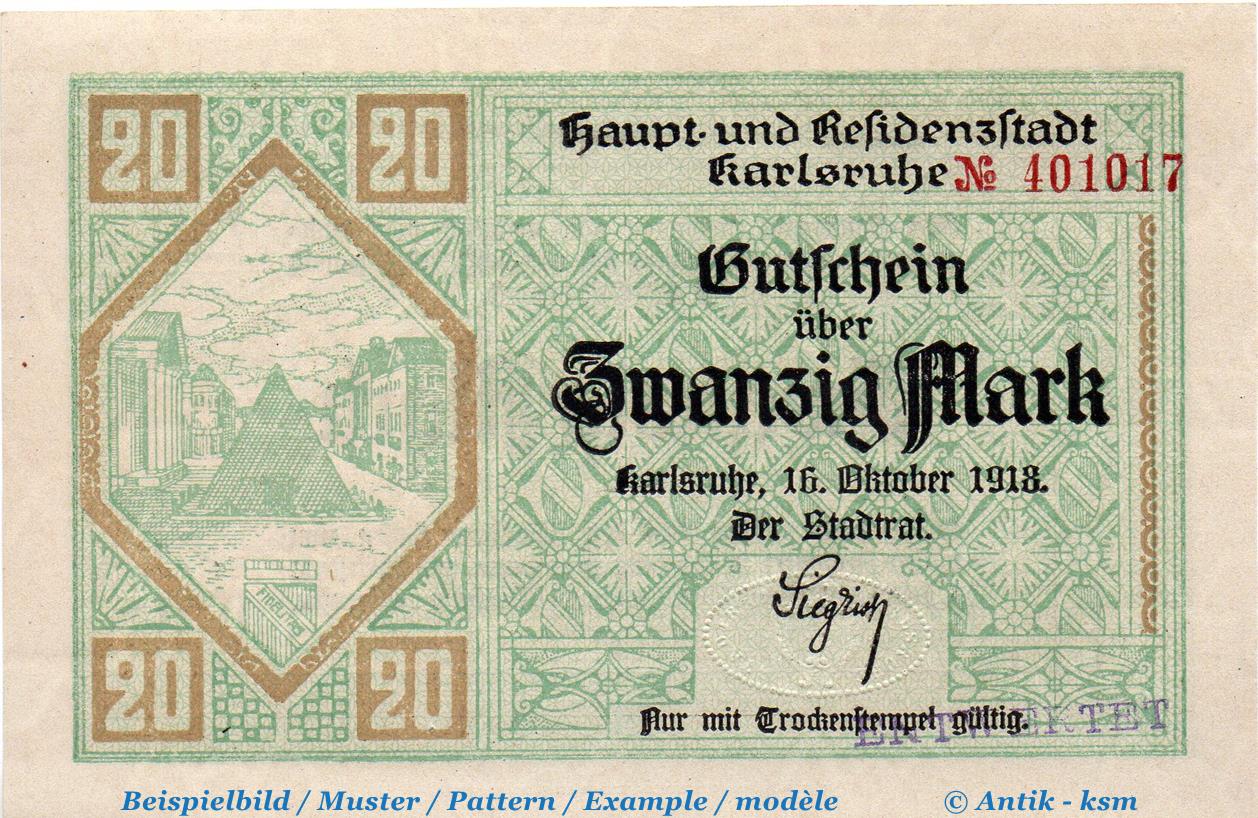 20 20
Haupt- und Residenzstadt
Karlsruhe № 401017
Gutschein
über
Zwanzig Mark
Karlsruhe, 16. Oktober 1918.
Der Stadtrat.
Siegrist
FIDELITAS
20 20
Nur mit Trockenstempel gültig.
ENTWERTET
Beispielbild / Muster / Pattern / Example / modèle © Antik - ksm